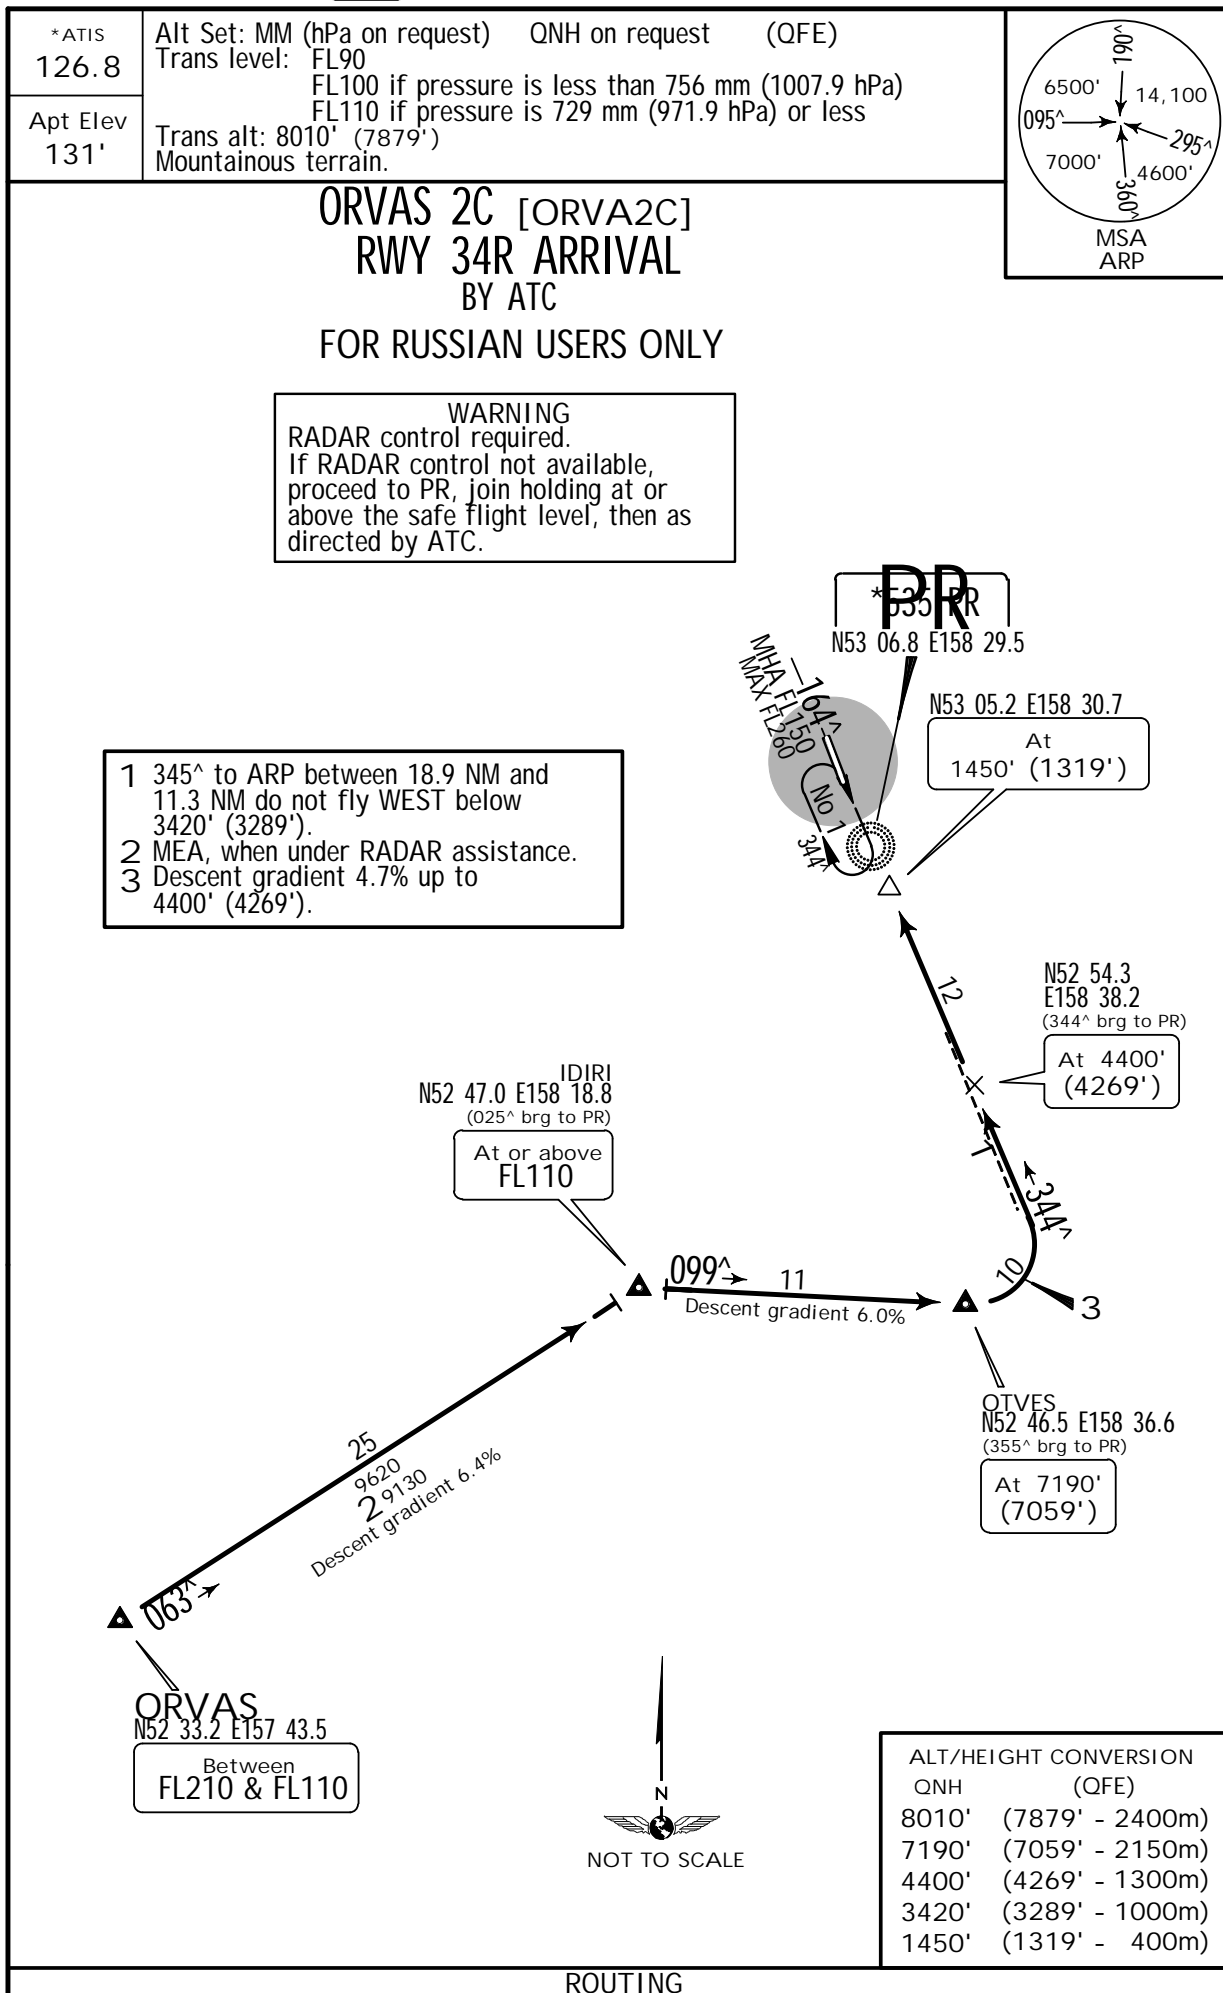 *ATIS
126.8
Apt Elev
131'
Alt Set: MM (hPa on request) QNH on request (QFE)
Trans level: FL90
FL100 if pressure is less than 756 mm (1007.9 hPa)
FL110 if pressure is 729 mm (971.9 hPa) or less
Trans alt: 8010' (7879')
Mountainous terrain.
190^
6500'
14,100
095^
295^
7000'
4600'
360^
MSA
ARP
ORVAS 2C [ORVA2C]
RWY 34R ARRIVAL
BY ATC
FOR RUSSIAN USERS ONLY
WARNING
RADAR control required.
If RADAR control not available,
proceed to PR, join holding at or
above the safe flight level, then as
directed by ATC.
PR
*535 PR
N53 06.8 E158 29.5
MHA FL150
MAX FL260
164^
No 1
344^
N53 05.2 E158 30.7
At
1450' (1319')
1 345^ to ARP between 18.9 NM and
11.3 NM do not fly WEST below
3420' (3289').
2 MEA, when under RADAR assistance.
3 Descent gradient 4.7% up to
4400' (4269').
12
N52 54.3
E158 38.2
(344^ brg to PR)
At 4400'
(4269')
IDIRI
N52 47.0 E158 18.8
(025^ brg to PR)
At or above
FL110
344^
099^
11
Descent gradient 6.0%
10
3
OTVES
N52 46.5 E158 36.6
(355^ brg to PR)
At 7190'
(7059')
25
9620
2 9130
Descent gradient 6.4%
063^
ORVAS
N52 33.2 E157 43.5
Between
FL210 & FL110
N
NOT TO SCALE
ALT/HEIGHT CONVERSION
QNH (QFE)
8010' (7879' - 2400m)
7190' (7059' - 2150m)
4400' (4269' - 1300m)
3420' (3289' - 1000m)
1450' (1319' - 400m)
ROUTING